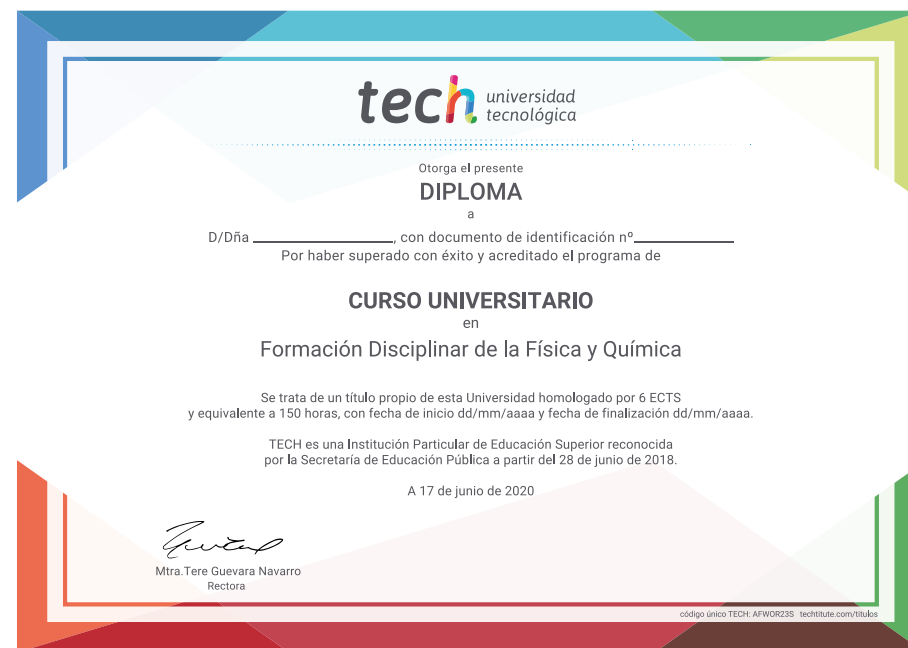 tech universidad
tecnológica
Otorga el presente
DIPLOMA
a
D/Dña ____________________, con documento de identificación nº______________
Por haber superado con éxito y acreditado el programa de
CURSO UNIVERSITARIO
en
Formación Disciplinar de la Física y Química
Se trata de un título propio de esta Universidad homologado por 6 ECTS
y equivalente a 150 horas, con fecha de inicio dd/mm/aaaa y fecha de finalización dd/mm/aaaa.
TECH es una Institución Particular de Educación Superior reconocida
por la Secretaría de Educación Pública a partir del 28 de junio de 2018.
A 17 de junio de 2020
Mtra.Tere Guevara Navarro
Rectora
código único TECH: AFWOR23S techtitute.com/titulos